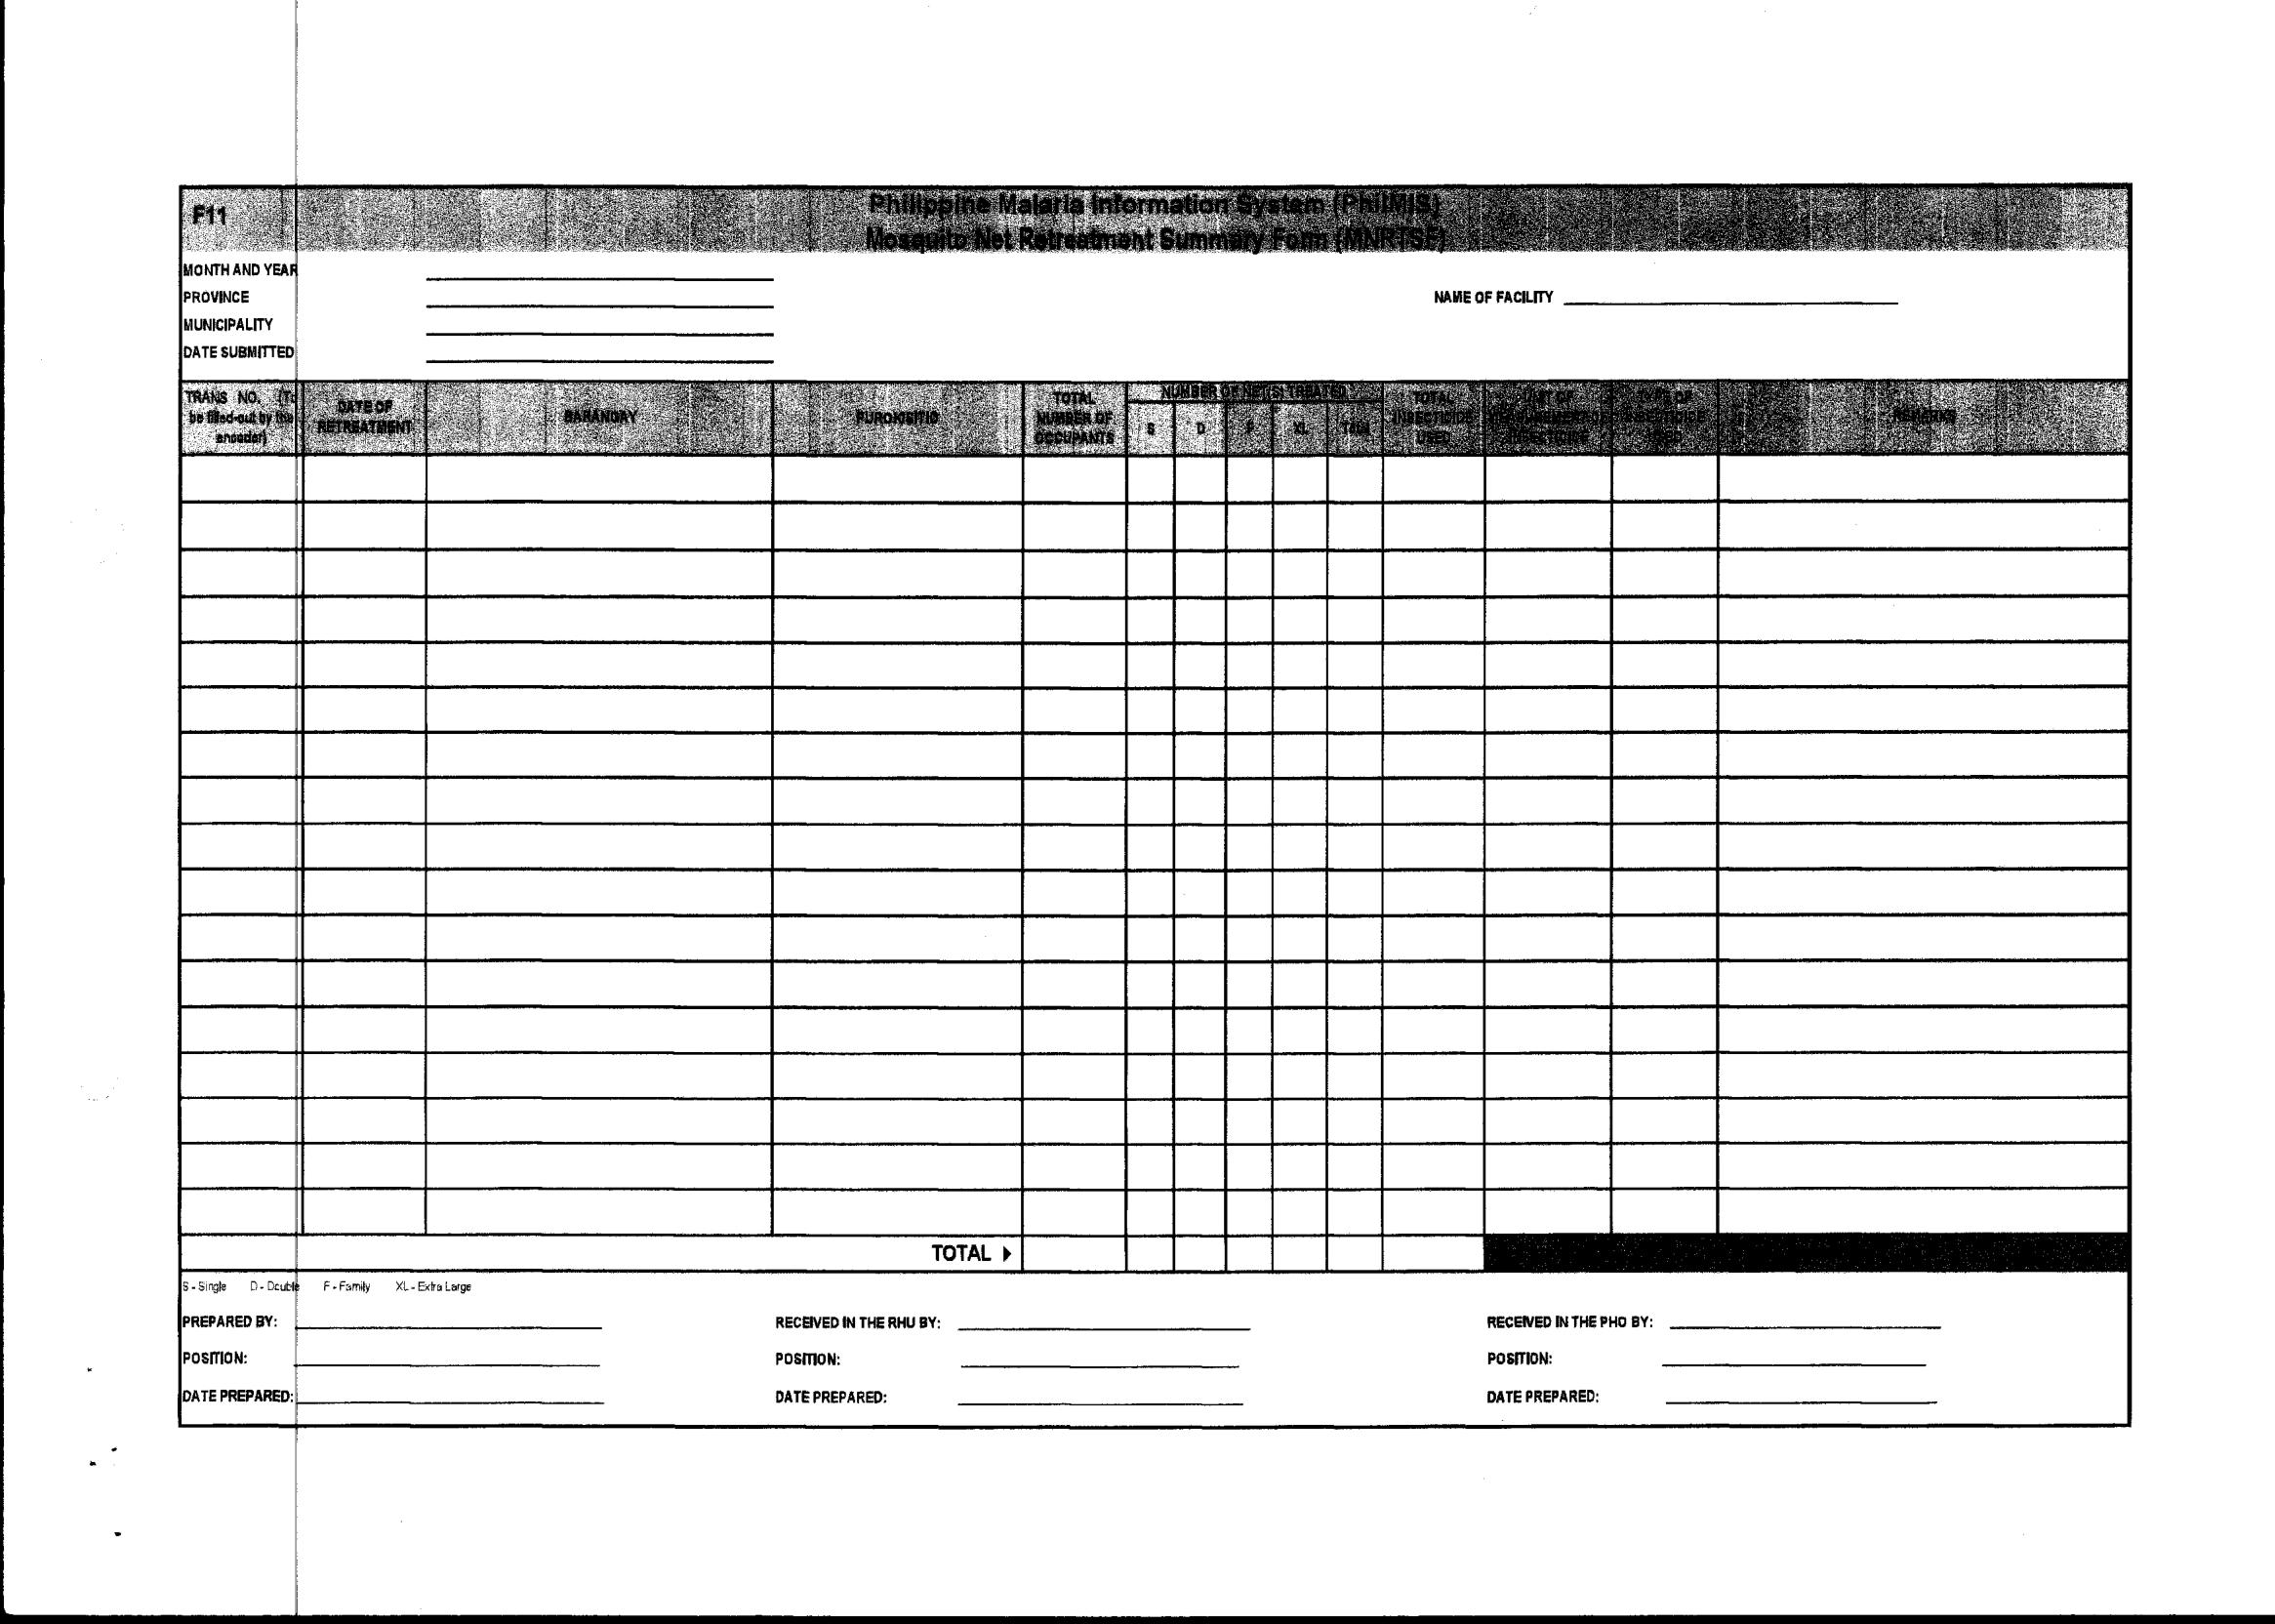 F11
Philippine Malaria Information System (PhilMIS)
Mosquito Net Retreatment Summary Form (MNRTSF)
MONTH AND YEAR
PROVINCE
NAME OF FACILITY
MUNICIPALITY
DATE SUBMITTED
TRANS NO. (To be filled-out by the encoder)
DATE OF RETREATMENT
BARANGAY
PUROK/SITIO
TOTAL NUMBER OF OCCUPANTS
NUMBER OF NET(S) TREATED
S D F XL Total
TOTAL INSECTICIDE USED
UNIT OF MEASUREMENT OF INSECTICIDE
TYPE OF INSECTICIDE USED
REMARKS
TOTAL
S - Single D - Double F - Family XL - Extra Large
PREPARED BY: RECEIVED IN THE RHU BY: RECEIVED IN THE PHO BY:
POSITION: POSITION: POSITION:
DATE PREPARED: DATE PREPARED: DATE PREPARED: